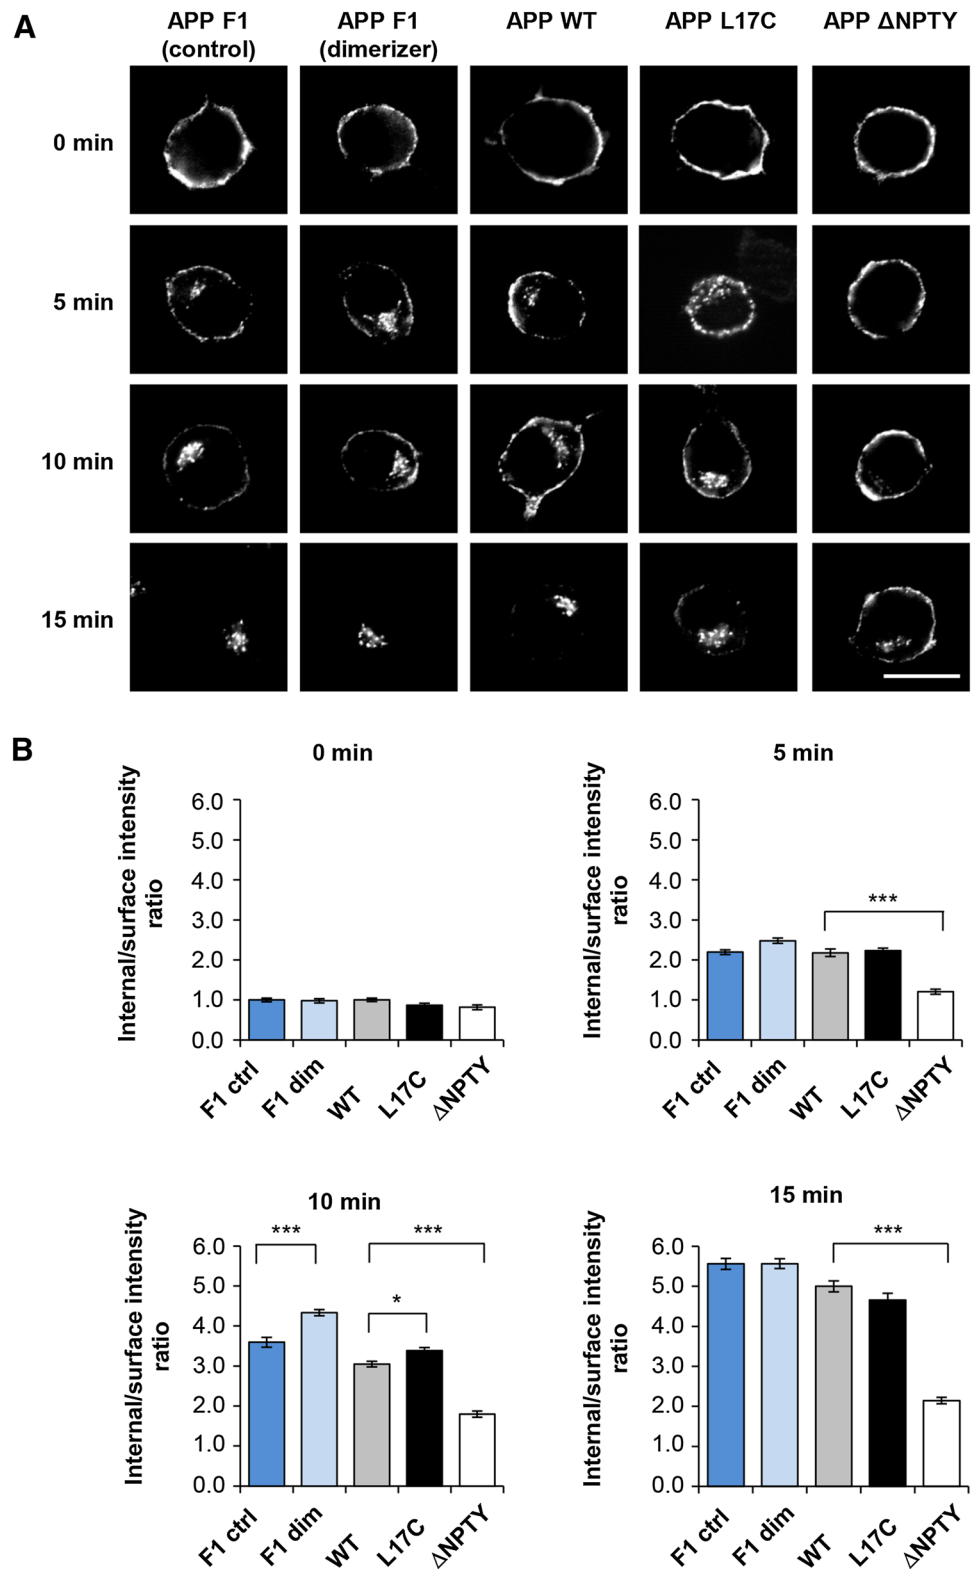 A
APP F1 (control)
APP F1 (dimerizer)
APP WT
APP L17C
APP ΔNPTY
0 min
5 min
10 min
15 min
B
0 min
Internal/surface intensity ratio
6.0
5.0
4.0
3.0
2.0
1.0
0.0
F1 ctrl
F1 dim
WT
L17C
ΔNPTY
5 min
Internal/surface intensity ratio
6.0
5.0
4.0
3.0
2.0
1.0
0.0
***
F1 ctrl
F1 dim
WT
L17C
ΔNPTY
10 min
Internal/surface intensity ratio
6.0
5.0
4.0
3.0
2.0
1.0
0.0
***
***
*
F1 ctrl
F1 dim
WT
L17C
ΔNPTY
15 min
Internal/surface intensity ratio
6.0
5.0
4.0
3.0
2.0
1.0
0.0
***
F1 ctrl
F1 dim
WT
L17C
ΔNPTY